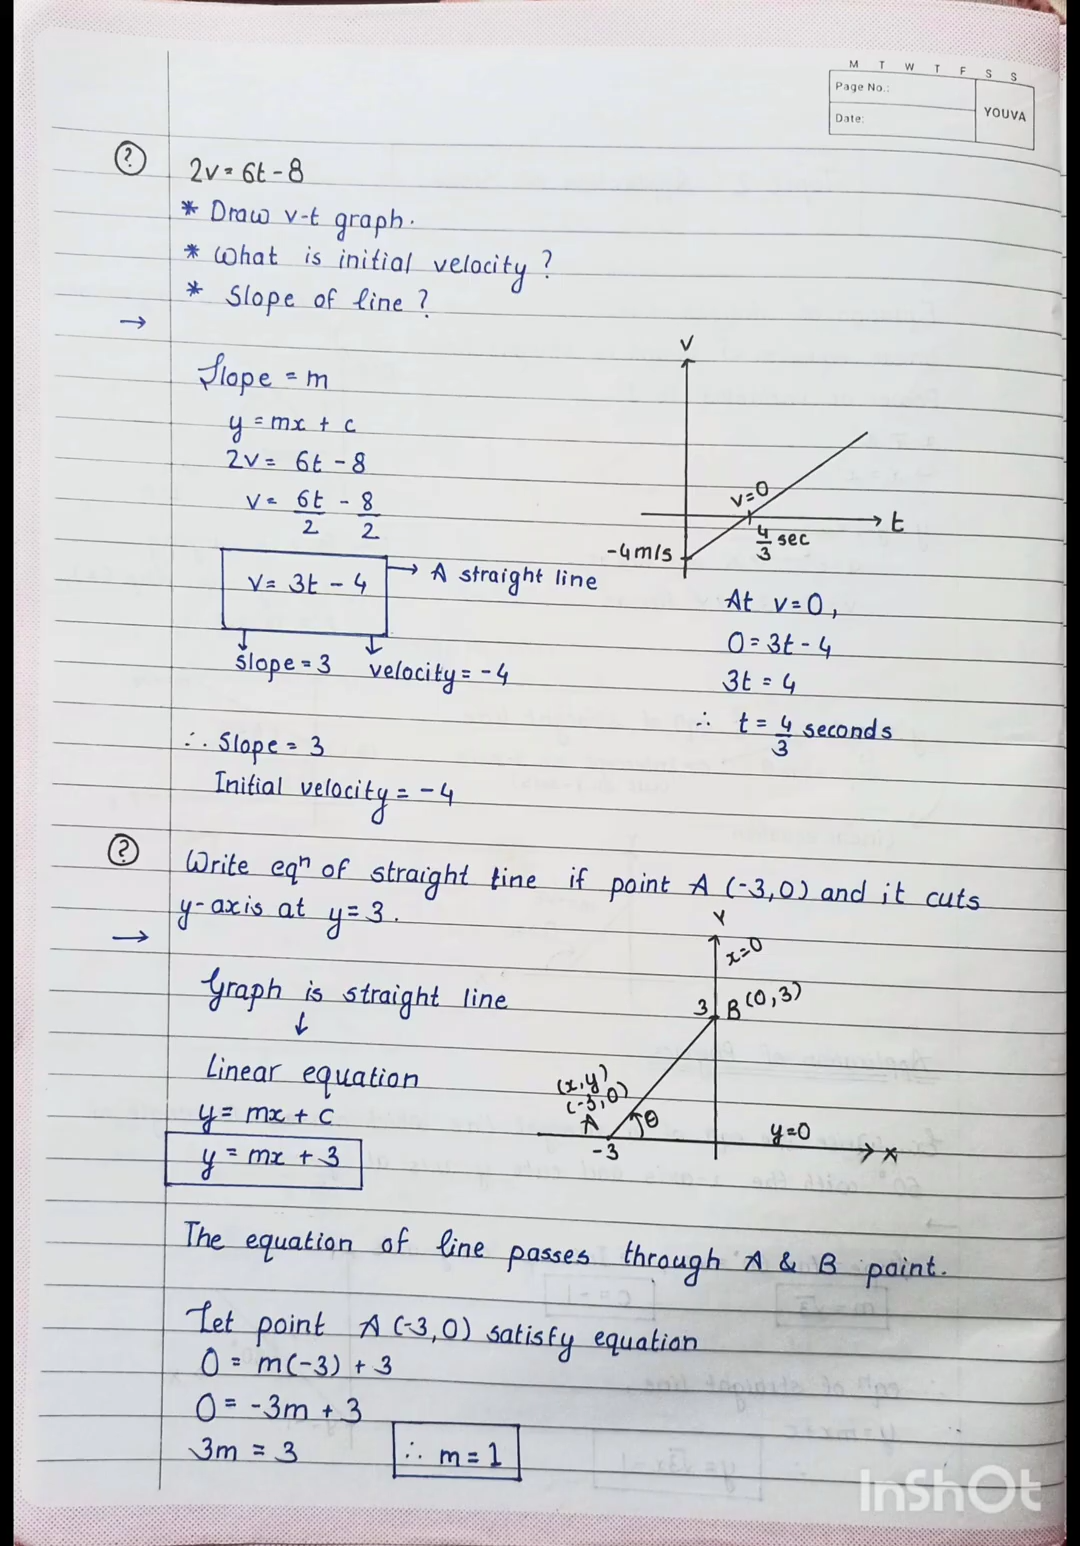 M T W T F S S
Page No.:
Date:
YOUVA
? 2v = 6t - 8
* Draw v-t graph.
* What is initial velocity ?
* Slope of line ?
→
Slope = m
y = mx + c
2v = 6t - 8
v = 6t/2 - 8/2
v = 3t - 4 → A straight line
slope = 3 velocity = -4
∴ Slope = 3
Initial velocity = -4
v
v=0
t
4/3 sec
-4m/s
At v=0,
0 = 3t - 4
3t = 4
∴ t = 4/3 seconds
? Write eqⁿ of straight line if point A (-3,0) and it cuts
y-axis at y = 3.
→
Graph is straight line
↓
Linear equation
y = mx + c
y = mx + 3
Y
x=0
3 B(0,3)
(x,y)
(-3,0)
A θ
y=0
-3
X
The equation of line passes through A & B point.
Let point A (-3,0) satisfy equation
0 = m(-3) + 3
0 = -3m + 3
3m = 3 ∴ m = 1
InShOt